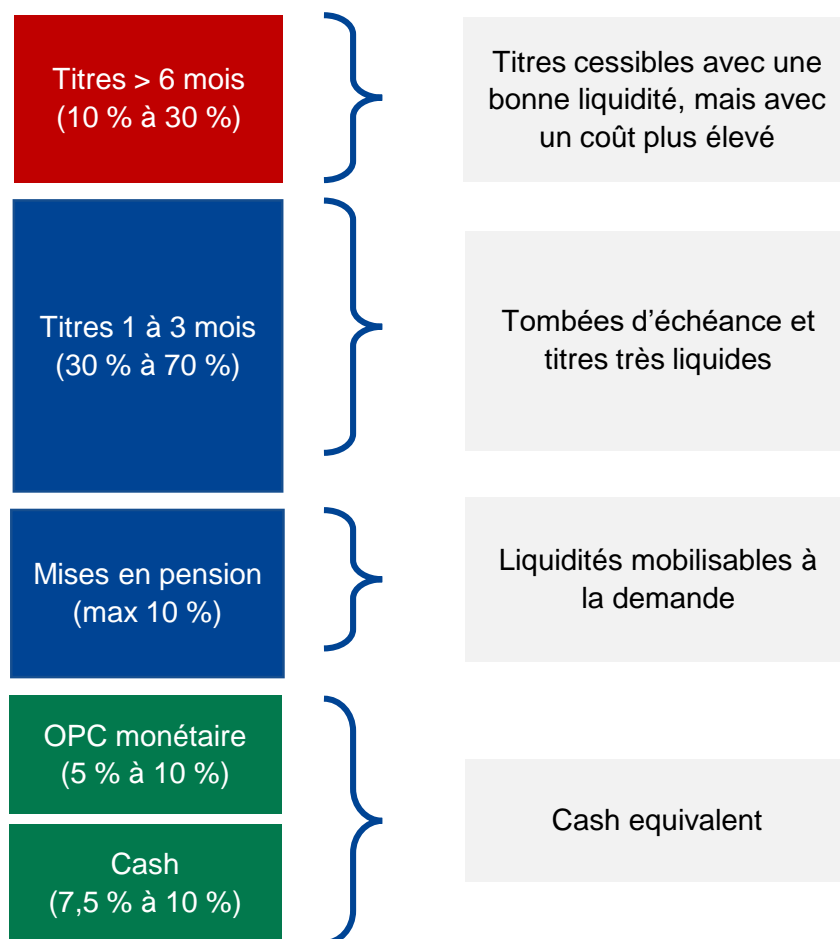 Titres > 6 mois
(10 % à 30 %)
Titres cessibles avec une
bonne liquidité, mais avec
un coût plus élevé
Titres 1 à 3 mois
(30 % à 70 %)
Tombées d’échéance et
titres très liquides
Mises en pension
(max 10 %)
Liquidités mobilisables à
la demande
OPC monétaire
(5 % à 10 %)
Cash
(7,5 % à 10 %)
Cash equivalent